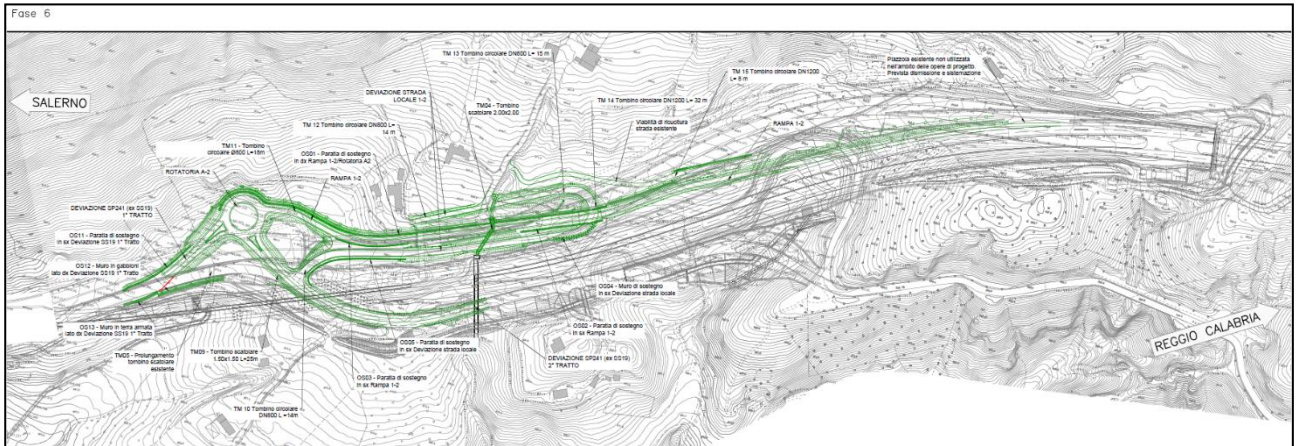 Fase 6
SALERNO
TM 13 Tombino circolare DN800 L= 15 m
DEVIAZIONE STRADA
LOCALE 1-2
TM 12 Tombino circolare DN800 L=
14 m
TM04 - Tombino
scatolare 2.00x2.00
TM 14 Tombino circolare DN1200 L= 32 m
TM 15 Tombino circolare DN1200
L= 8 m
Piazzola esistente non utilizzata
nell'ambito delle opere di progetto.
Prevista dismissione e sistemazione
Viabilità di ricucitura
strada esistente
RAMPA 1-2
TM11 - Tombino
circolare Ø800 L=18m
OS01 - Paratia di sostegno
in dx Rampa 1-2/Rotatoria A2
ROTATORIA A-2
RAMPA 1-2
DEVIAZIONE SP241 (ex SS19)
1° TRATTO
OS11 - Paratia di sostegno
in sx Deviazione SS19 1° Tratto
OS12 - Muro in gabbioni
lato dx Deviazione SS19 1° Tratto
OS13 - Muro in terra armata
lato dx Deviazione SS19 1° Tratto
TM05 - Prolungamento
tombino scatolare
esistente
TM09 - Tombino scatolare
1.50x1.50 L=25m
TM 10 Tombino circolare
DN800 L =14m
OS03 - Paratia di sostegno
in sx Rampa 1-2
OS05 - Paratia di sostegno
in sx Deviazione strada locale
OS04 - Muro di sostegno
in sx Deviazione strada locale
OS02 - Paratia di sostegno
in sx Rampa 1-2
DEVIAZIONE SP241 (ex SS19)
2° TRATTO
REGGIO CALABRIA